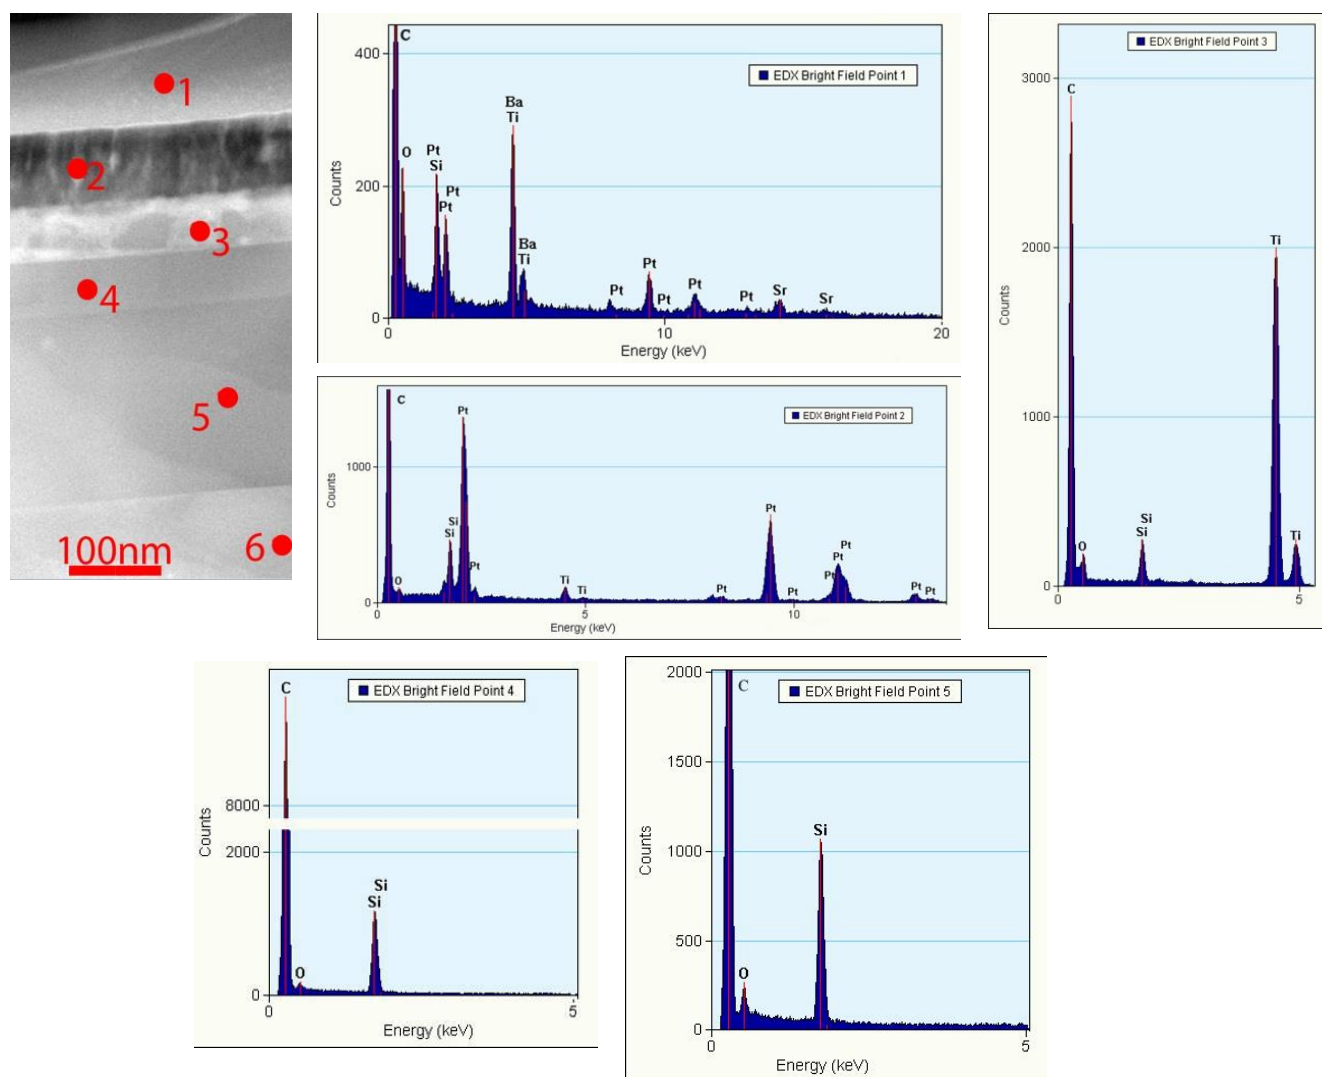 1
2
3
4
5
6
100nm
EDX Bright Field Point 1
C
O
Pt
Si
Pt
Pt
Ba
Ti
Ba
Ti
Pt
Pt
Pt
Pt
Pt
Sr
Sr
Counts
400
200
0
0
10
20
Energy (keV)
EDX Bright Field Point 3
C
O
Si
Si
Ti
Ti
Counts
3000
2000
1000
0
0
5
EDX Bright Field Point 2
C
O
Si
Si
Pt
Pt
Ti
Ti
Pt
Pt
Pt
Pt
Pt
Pt
Pt
Pt
Counts
1000
0
0
5
10
Energy (keV)
EDX Bright Field Point 4
C
O
Si
Si
Counts
8000
2000
0
0
5
Energy (keV)
EDX Bright Field Point 5
C
O
Si
Counts
2000
1500
1000
500
0
0
5
Energy (keV)